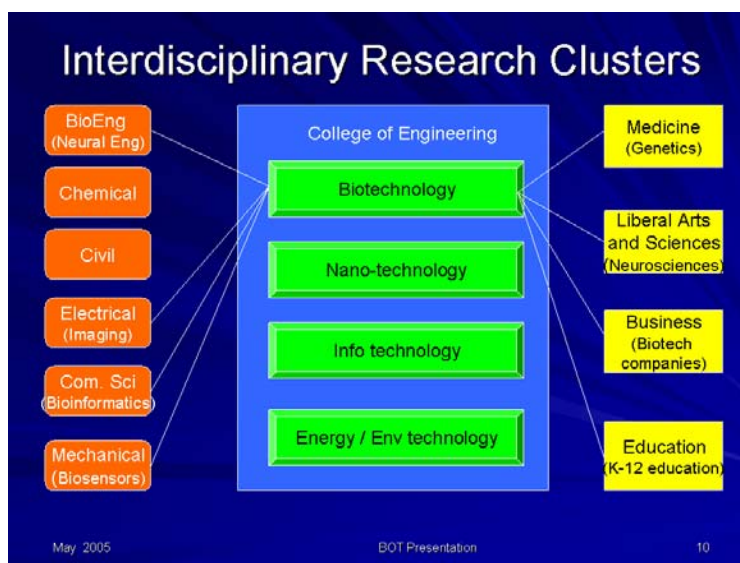 Interdisciplinary Research Clusters
BioEng
(Neural Eng)
Chemical
Civil
Electrical
(Imaging)
Com. Sci
(Bioinformatics)
Mechanical
(Biosensors)
College of Engineering
Biotechnology
Nano-technology
Info technology
Energy / Env technology
Medicine
(Genetics)
Liberal Arts
and Sciences
(Neurosciences)
Business
(Biotech
companies)
Education
(K-12 education)
May 2005
BOT Presentation
10